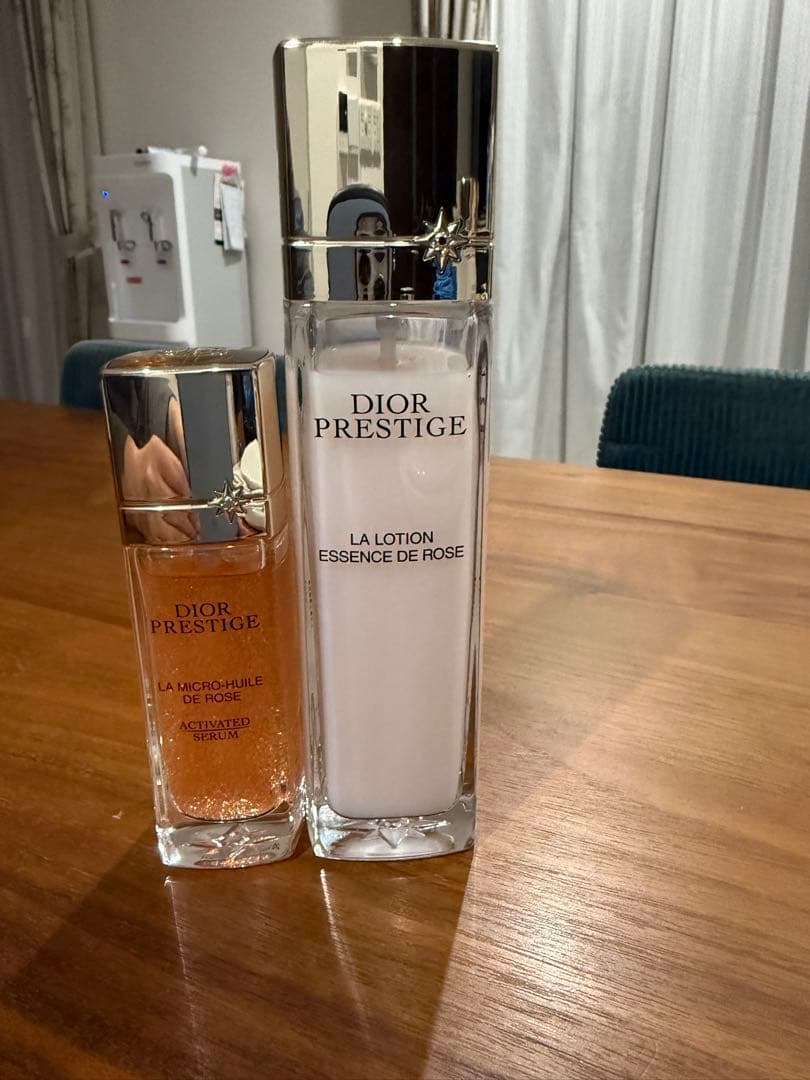 DIOR
PRESTIGE
LA MICRO-HUILE
DE ROSE
ACTIVATED
SERUM
DIOR
PRESTIGE
LA LOTION
ESSENCE DE ROSE